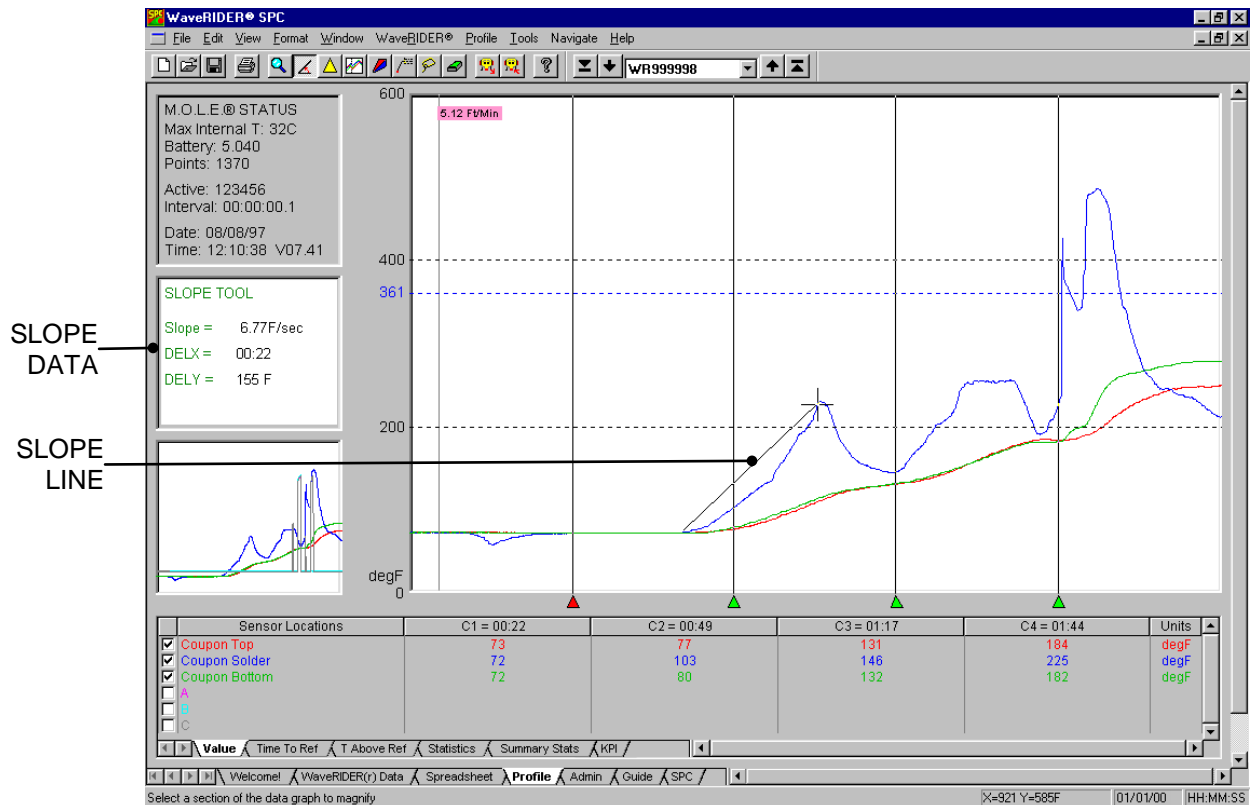 WaveRIDER® SPC
File Edit View Format Window WaveRIDER® Profile Tools Navigate Help
WR999998
M.O.L.E.® STATUS
Max Internal T: 32C
Battery: 5.040
Points: 1370
Active: 123456
Interval: 00:00:00.1
Date: 08/08/97
Time: 12:10:38 V07.41
SLOPE TOOL
Slope = 6.77F/sec
DELX = 00:22
DELY = 155 F
SLOPE
DATA
SLOPE
LINE
600
5.12 Ft/Min
400
361
200
degF
0
Sensor Locations C1 = 00:22 C2 = 00:49 C3 = 01:17 C4 = 01:44 Units
Coupon Top 73 77 131 184 degF
Coupon Solder 72 103 146 225 degF
Coupon Bottom 72 80 132 182 degF
A
B
C
Value Time To Ref T Above Ref Statistics Summary Stats KPI
Welcome! WaveRIDER(r) Data Spreadsheet Profile Admin Guide SPC
Select a section of the data graph to magnify X=921 Y=585F 01/01/00 HH:MM:SS